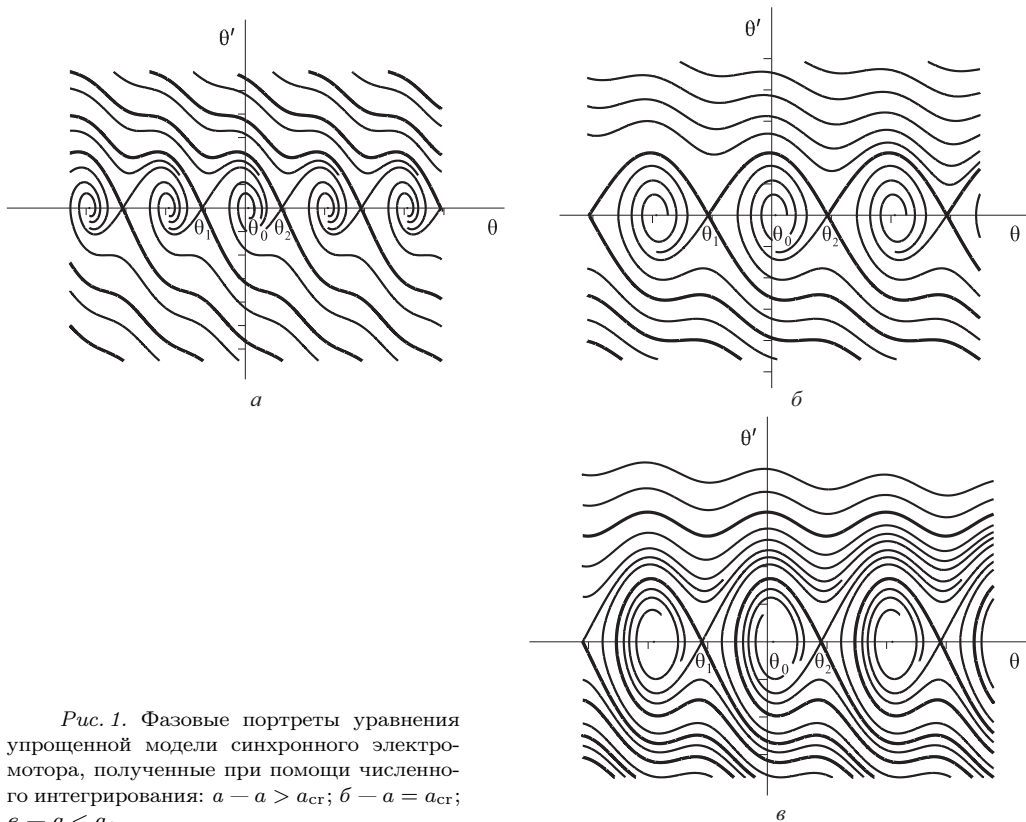 θ′
θ
θ₁
θ₀
θ₂
а
θ′
θ
θ₁
θ₀
θ₂
б
θ′
θ
θ₁
θ₀
θ₂
в
Рис. 1. Фазовые портреты уравнения
упрощенной модели синхронного электро-
мотора, полученные при помощи численно-
го интегрирования: а — a > a_cr; б — a = a_cr;